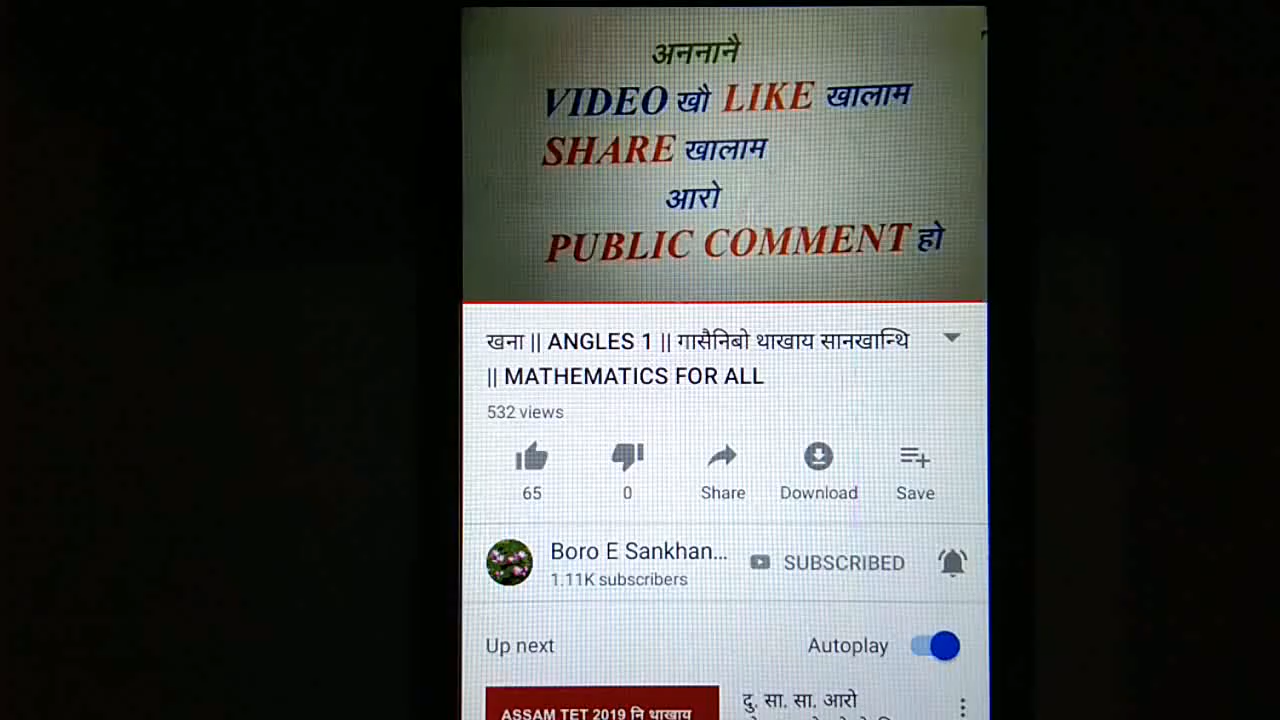 अननानै
VIDEO खौ LIKE खालाम
SHARE खालाम
आरो
PUBLIC COMMENT हो
खना || ANGLES 1 || गासैनिबो थाखाय सानखान्थि
|| MATHEMATICS FOR ALL
532 views
65
0
Share
Download
Save
Boro E Sankhan...
SUBSCRIBED
1.11K subscribers
Up next
Autoplay
ASSAM TET 2019 नि थाखाय
दु. सा. सा. आरो